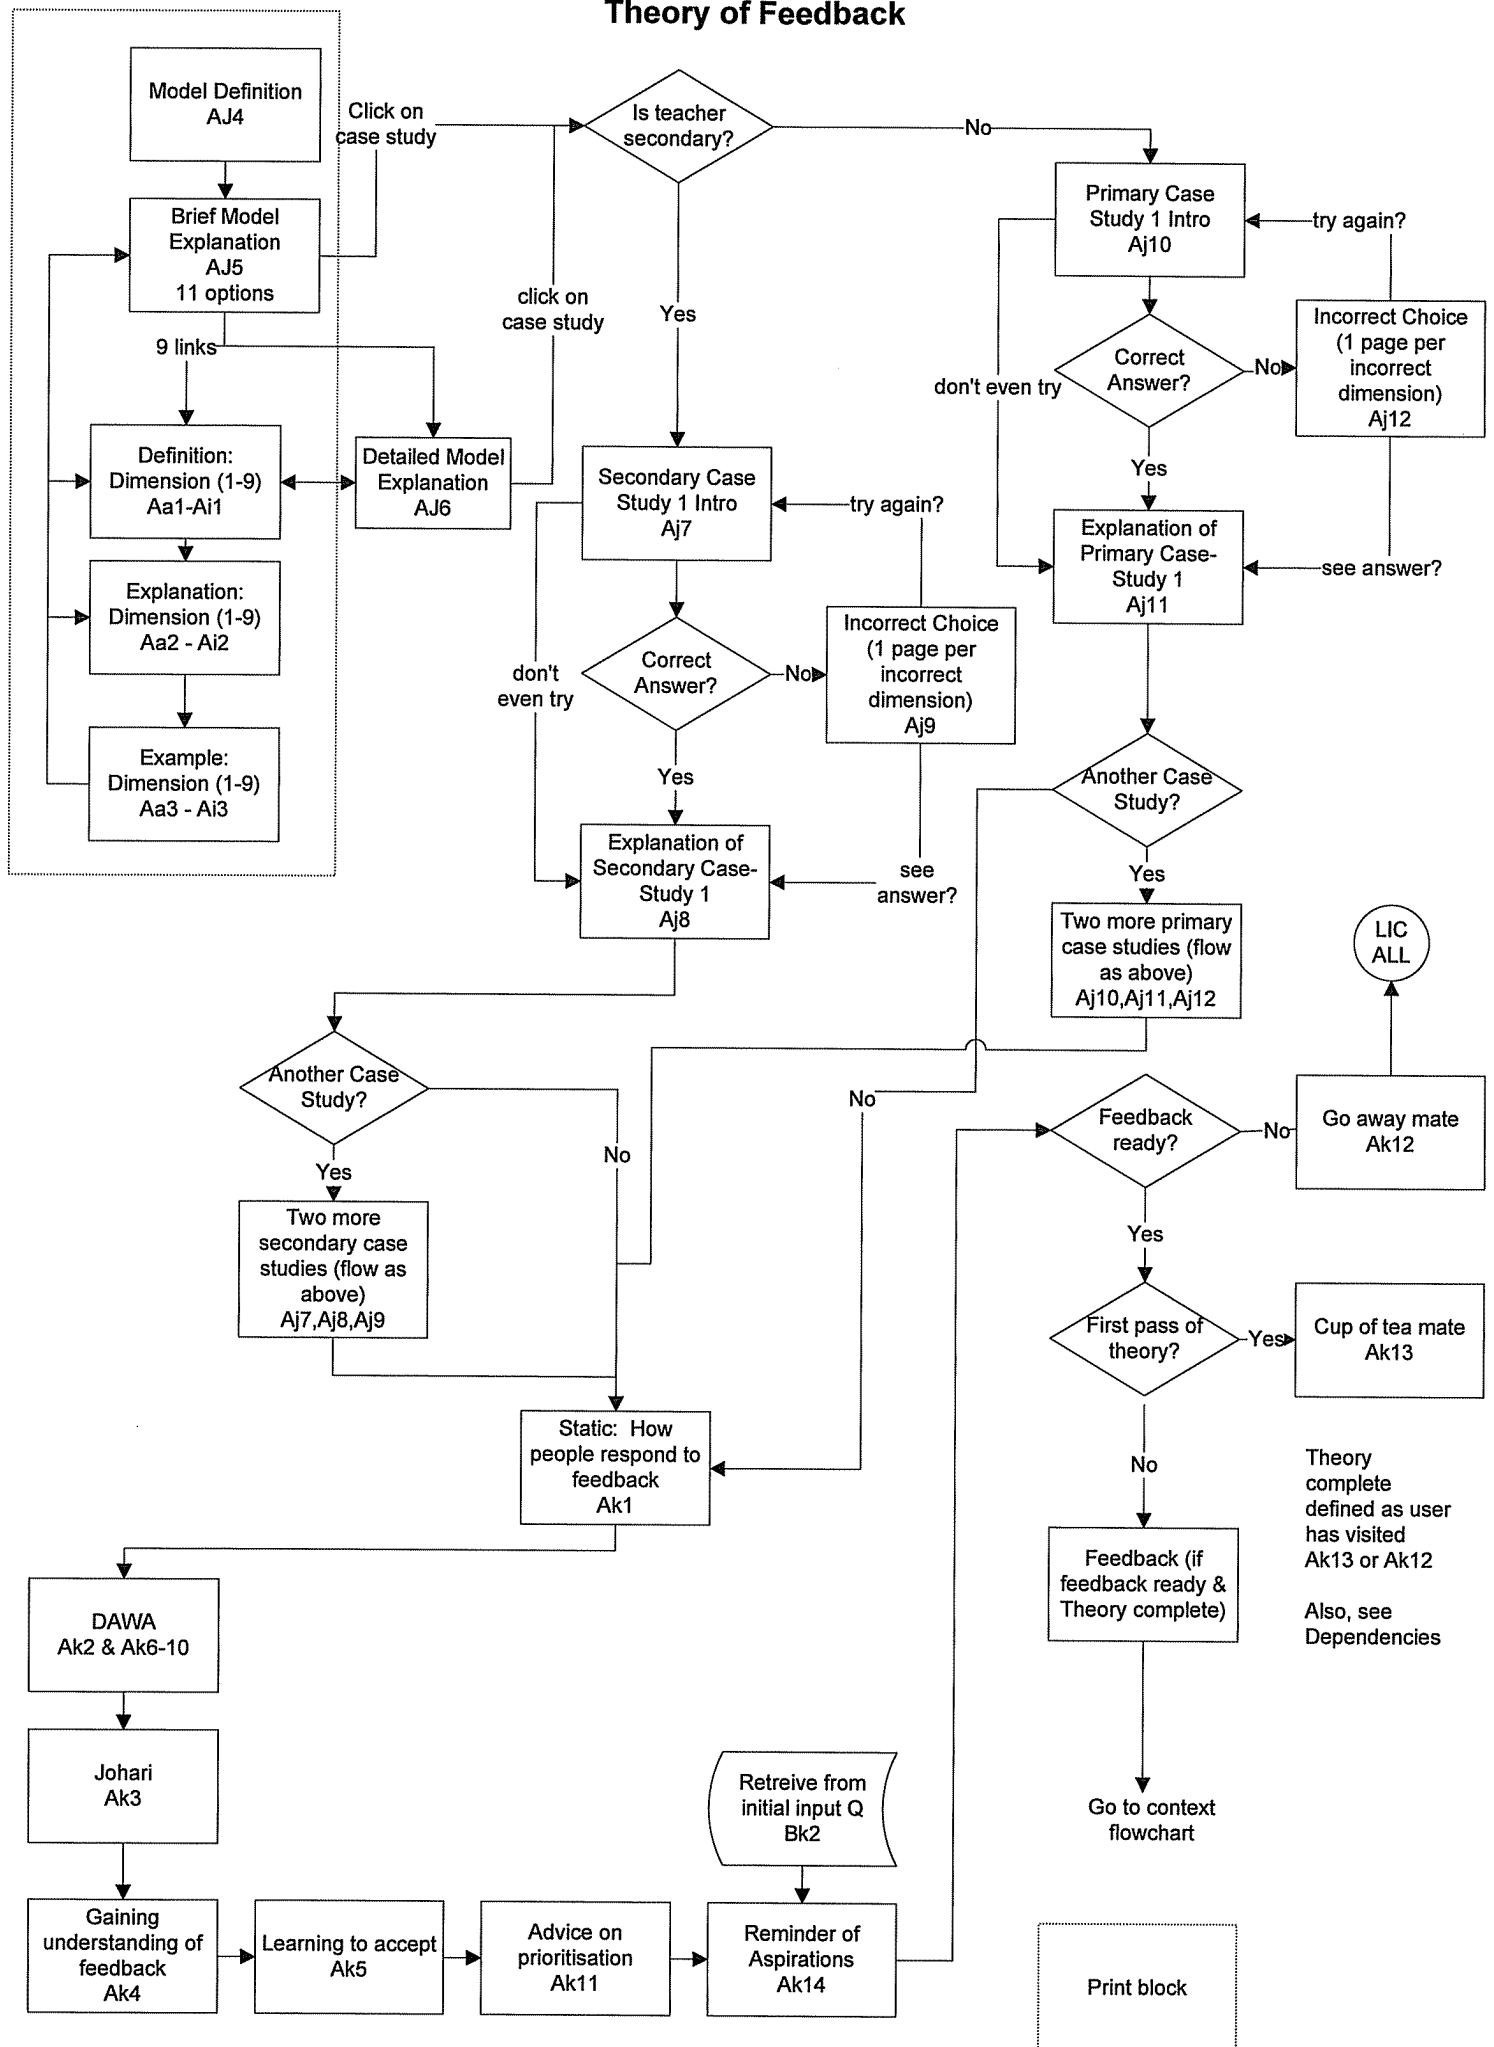 Theory of Feedback
Model Definition
AJ4
Click on
case study
Is teacher
secondary?
No
Brief Model
Explanation
AJ5
11 options
Primary Case
Study 1 Intro
Aj10
try again?
click on
case study
Yes
9 links
Incorrect Choice
(1 page per
incorrect
dimension)
Aj12
Correct
Answer?
No
don't even try
Definition:
Dimension (1-9)
Aa1-Ai1
Detailed Model
Explanation
AJ6
Secondary Case
Study 1 Intro
Aj7
try again?
Yes
Explanation of
Primary Case-
Study 1
Aj11
see answer?
Explanation:
Dimension (1-9)
Aa2 - Ai2
Correct
Answer?
No
Incorrect Choice
(1 page per
incorrect
dimension)
Aj9
don't
even try
Example:
Dimension (1-9)
Aa3 - Ai3
Yes
Another Case
Study?
Explanation of
Secondary Case-
Study 1
Aj8
see
answer?
Yes
Two more primary
case studies (flow
as above)
Aj10,Aj11,Aj12
LIC
ALL
Another Case
Study?
No
No
Feedback
ready?
No
Go away mate
Ak12
Yes
Two more
secondary case
studies (flow as
above)
Aj7,Aj8,Aj9
Yes
First pass of
theory?
Yes
Cup of tea mate
Ak13
Static:  How
people respond to
feedback
Ak1
No
Theory
complete
defined as user
has visited
Ak13 or Ak12
Also, see
Dependencies
Feedback (if
feedback ready &
Theory complete)
DAWA
Ak2 & Ak6-10
Johari
Ak3
Retreive from
initial input Q
Bk2
Go to context
flowchart
Gaining
understanding of
feedback
Ak4
Learning to accept
Ak5
Advice on
prioritisation
Ak11
Reminder of
Aspirations
Ak14
Print block